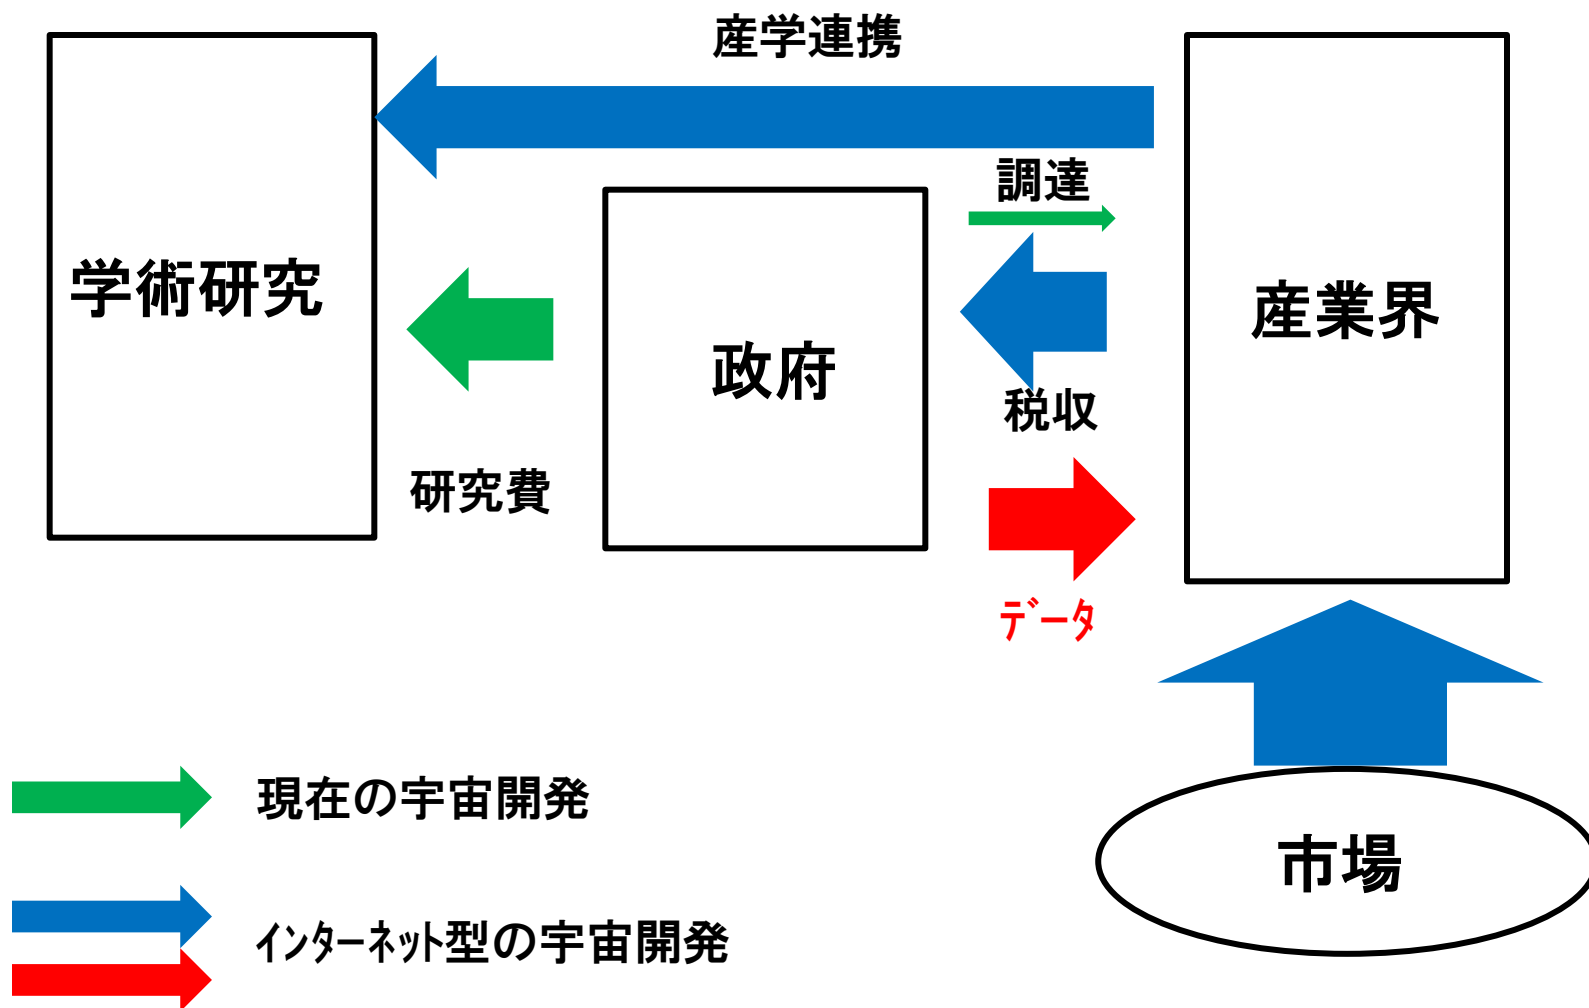 産学連携
調達
学術研究
産業界
政府
税収
研究費
データ
現在の宇宙開発
市場
インターネット型の宇宙開発